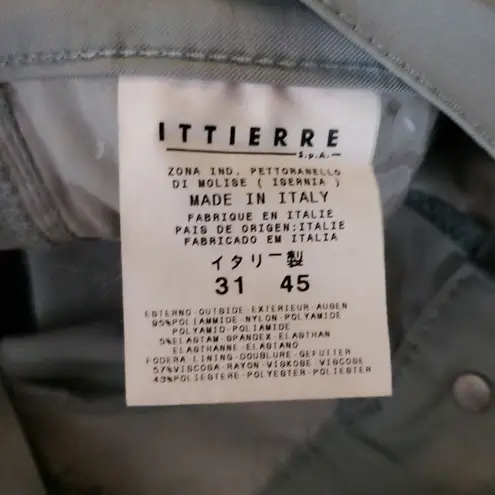 ITTIERRE
S.p.A.
ZONA IND. PETTORANELLO
DI MOLISE ( ISERNIA )
MADE IN ITALY
FABRIQUE EN ITALIE
PAIS DE ORIGEN:ITALIE
FABRICADO EM ITALIA
イタリー製
31 45
ESTERNO-OUTSIDE-EXTERIEUR-AUSEN
95%POLIAMMIDE-NYLON-POLYAMIDE
POLYAMID-POLIAMIDE
5%ELASTAM-SPANDEX-ELASTHAN
ELASTHANNE-ELASTANO
FODERA-LINING-DOUBLURE-GEFUTTER
57%VISCOSA-RAYON-VISKOSE-VISCOSE
43%POLYESTERE-POLYESTER-POLIESTER